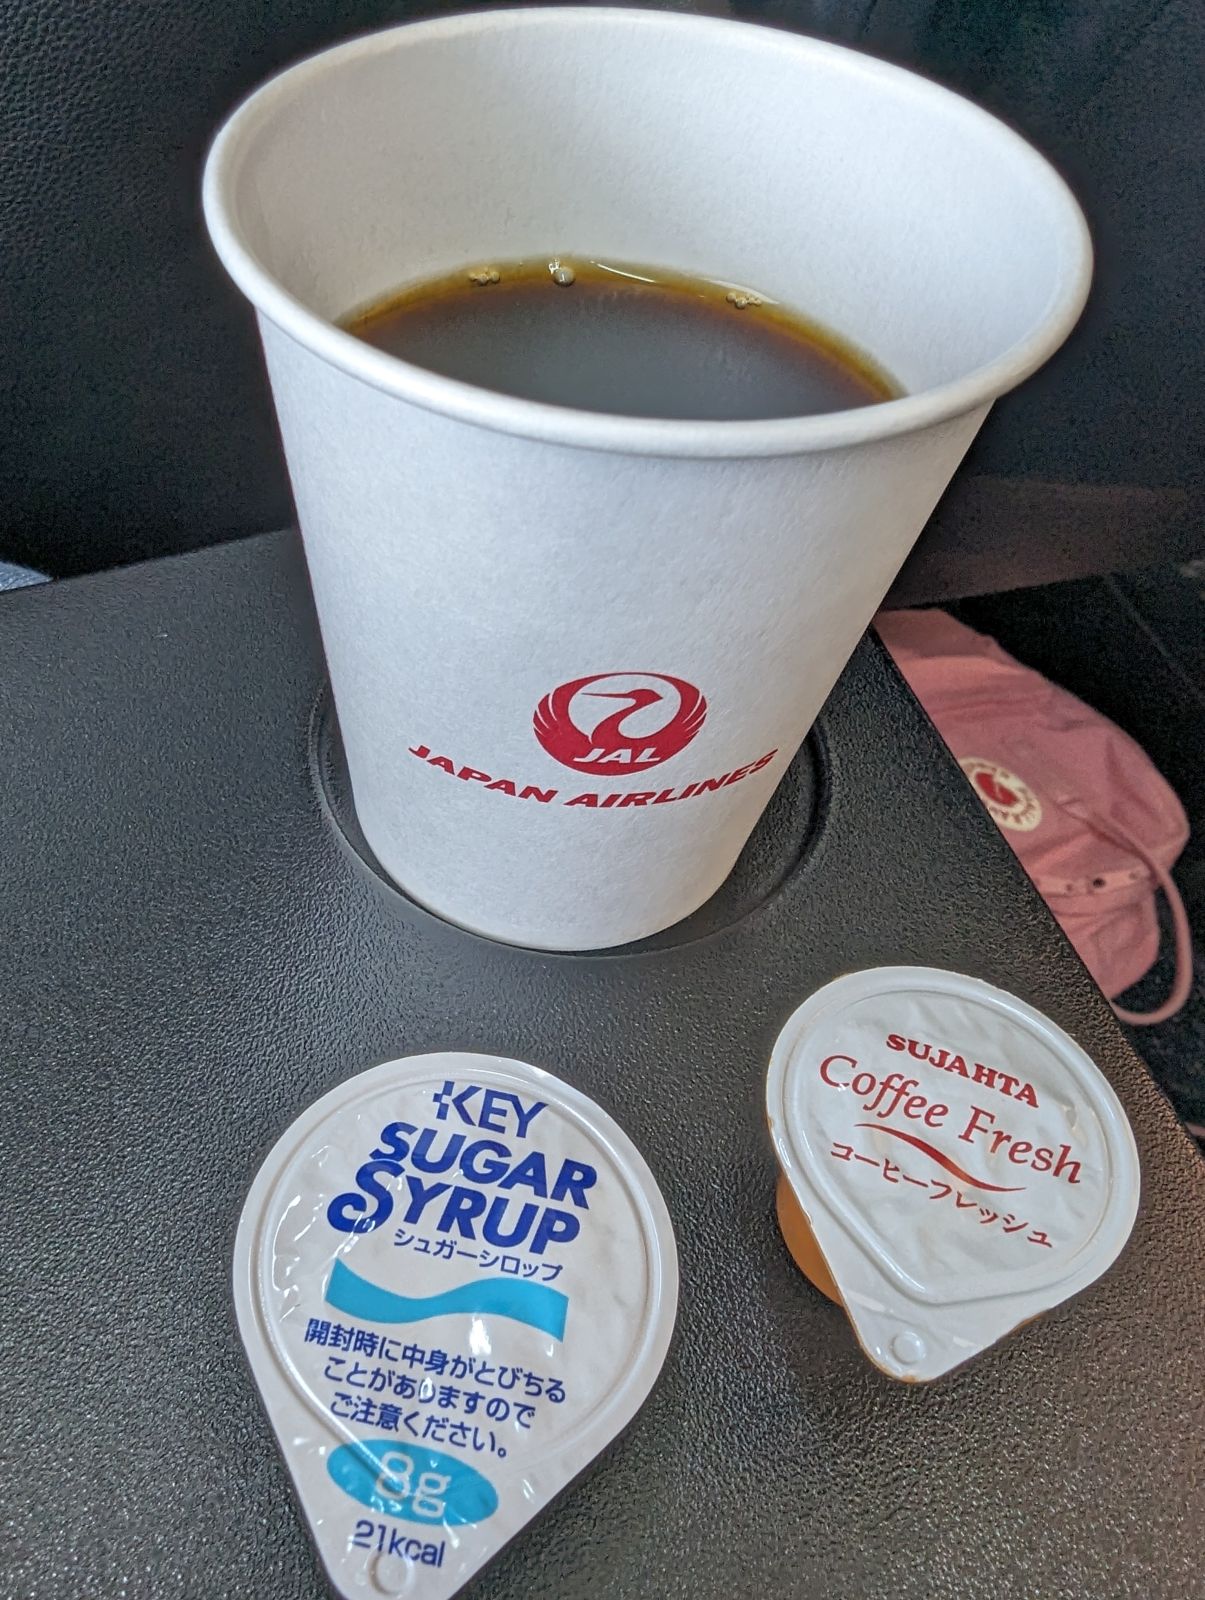 JAL
JAPAN AIRLINES
SUJAHTA
Coffee Fresh
コーヒーフレッシュ
KEY
SUGAR
SYRUP
シュガーシロップ
開封時に中身がとびちる
ことがありますので
ご注意ください。
8g
21kcal